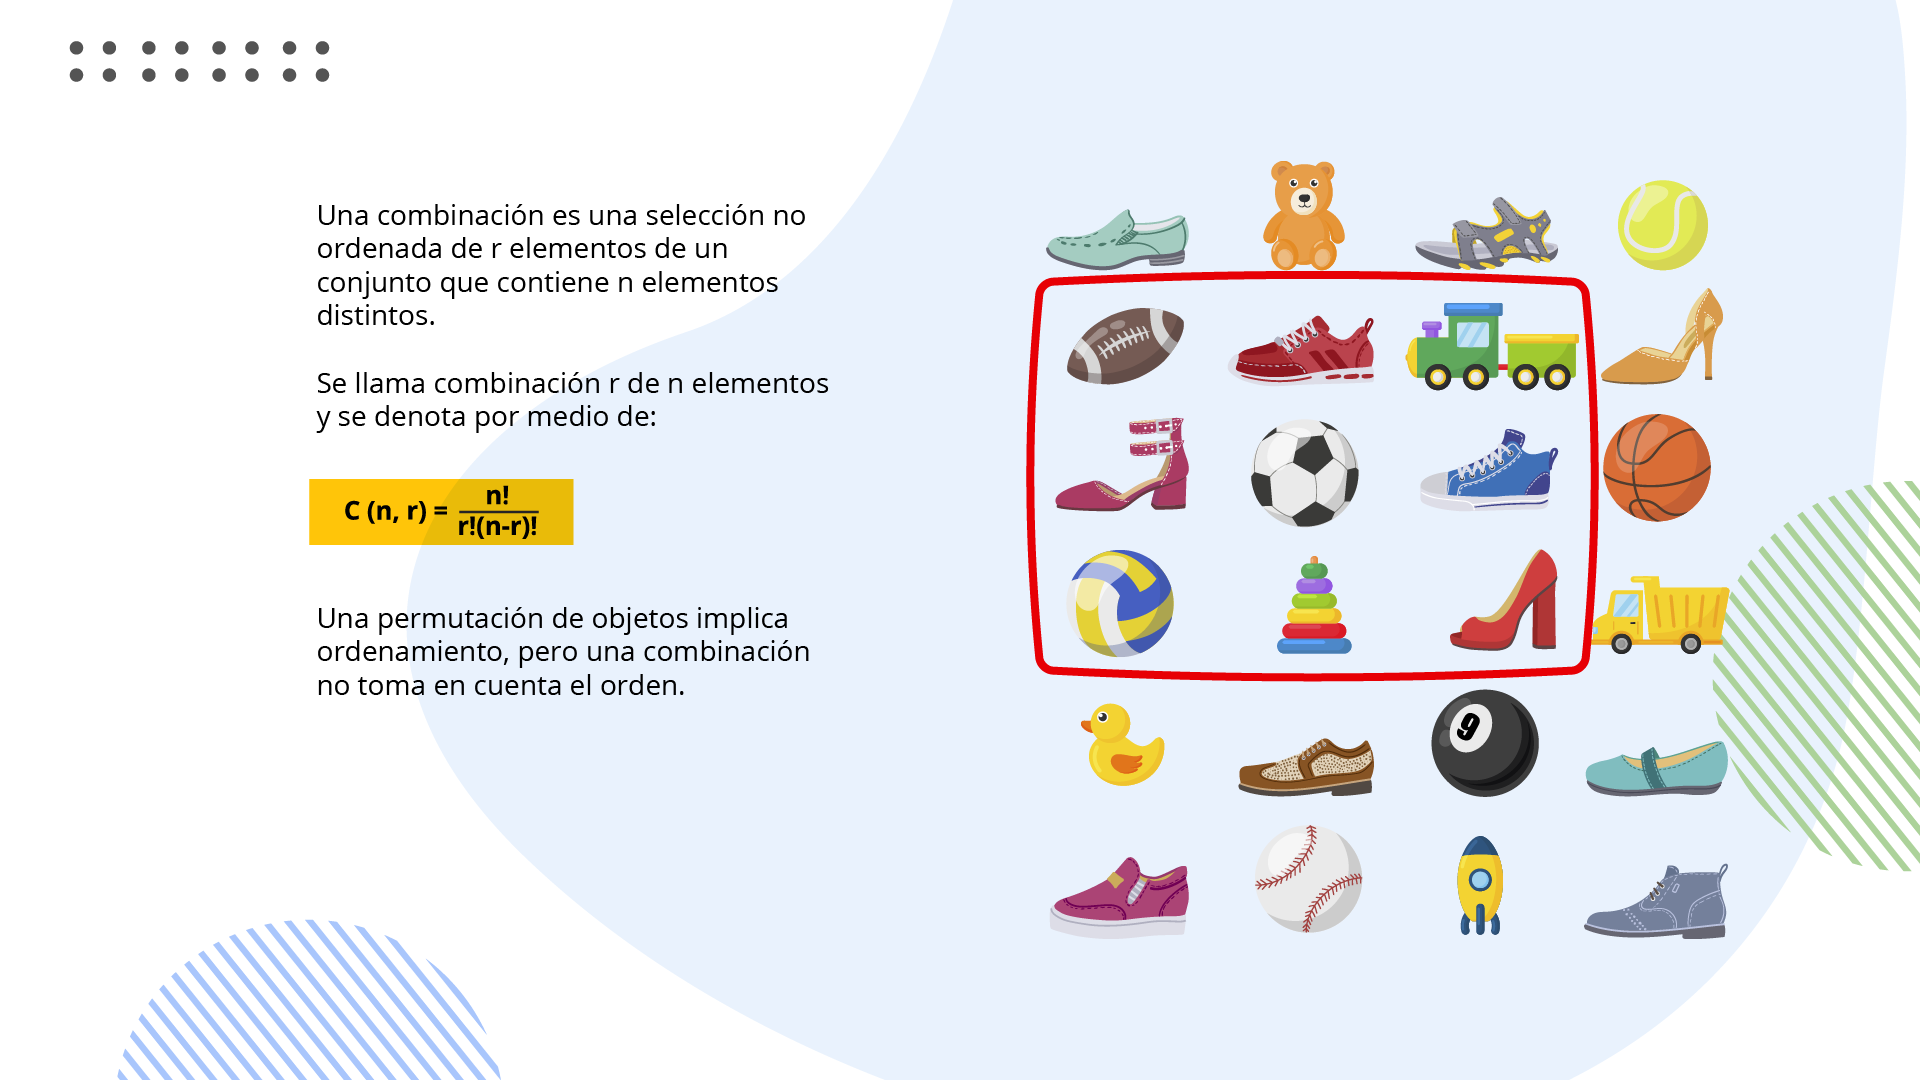 Una combinación es una selección no
ordenada de r elementos de un
conjunto que contiene n elementos
distintos.
Se llama combinación r de n elementos
y se denota por medio de:
C (n, r) = n!
r!(n-r)!
Una permutación de objetos implica
ordenamiento, pero una combinación
no toma en cuenta el orden.
9